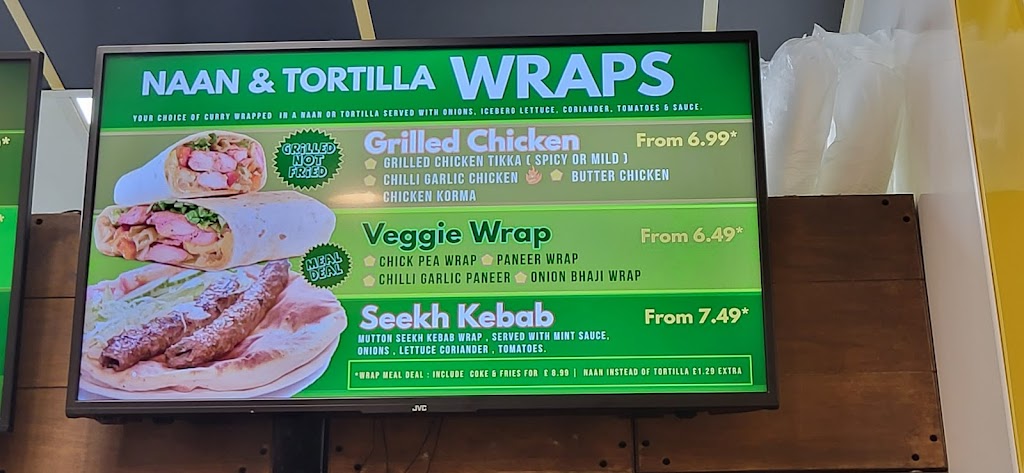 NAAN & TORTILLA WRAPS
YOUR CHOICE OF CURRY WRAPPED IN A NAAN OR TORTILLA SERVED WITH ONIONS, ICEBERG LETTUCE, CORIANDER, TOMATOES & SAUCE.
GRILLED
NOT
FRIED
Grilled Chicken From 6.99*
GRILLED CHICKEN TIKKA ( SPICY OR MILD )
CHILLI GARLIC CHICKEN BUTTER CHICKEN
CHICKEN KORMA
MEAL
DEAL
Veggie Wrap From 6.49*
CHICK PEA WRAP PANEER WRAP
CHILLI GARLIC PANEER ONION BHAJI WRAP
Seekh Kebab From 7.49*
MUTTON SEEKH KEBAB WRAP , SERVED WITH MINT SAUCE,
ONIONS , LETTUCE CORIANDER , TOMATOES.
*WRAP MEAL DEAL : INCLUDE COKE & FRIES FOR £ 8.99 | NAAN INSTEAD OF TORTILLA £1.29 EXTRA
JVC